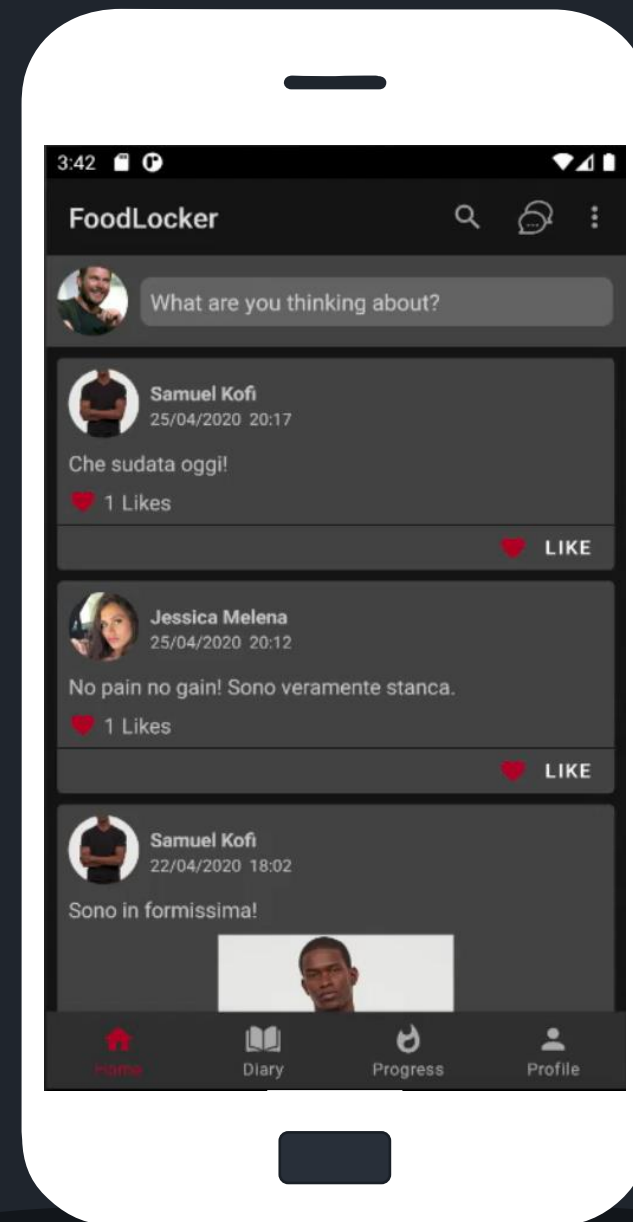 3:42
FoodLocker
What are you thinking about?
Samuel Kofi
25/04/2020 20:17
Che sudata oggi!
1 Likes
LIKE
Jessica Melena
25/04/2020 20:12
No pain no gain! Sono veramente stanca.
1 Likes
LIKE
Samuel Kofi
22/04/2020 18:02
Sono in formissima!
Home Diary Progress Profile